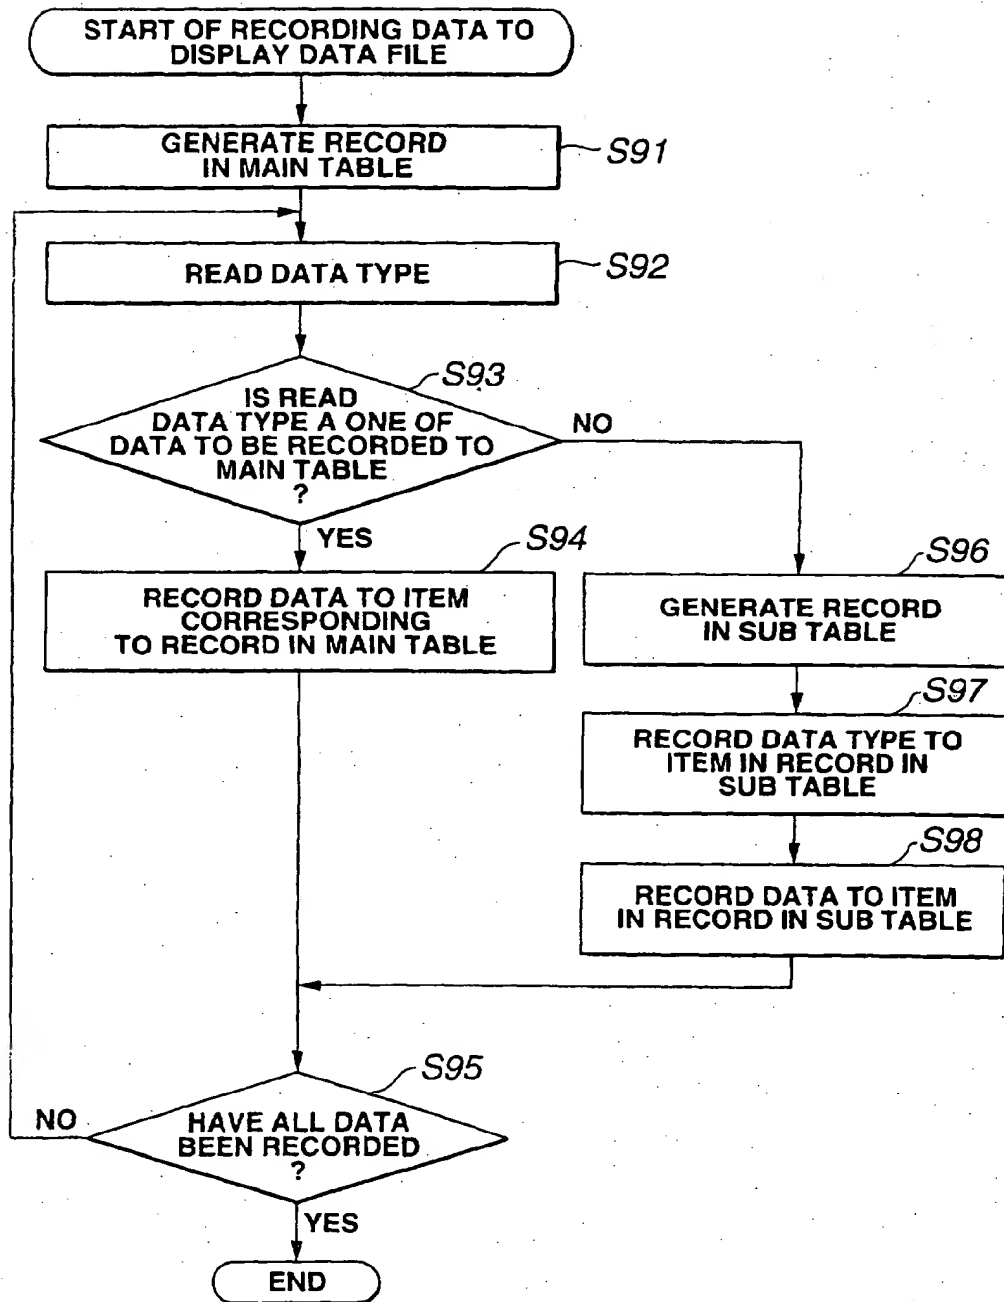 START OF RECORDING DATA TO
DISPLAY DATA FILE
GENERATE RECORD
IN MAIN TABLE
S91
READ DATA TYPE
S92
S93
IS READ
DATA TYPE A ONE OF
DATA TO BE RECORDED TO
MAIN TABLE
?
NO
YES
S94
RECORD DATA TO ITEM
CORRESPONDING
TO RECORD IN MAIN TABLE
S96
GENERATE RECORD
IN SUB TABLE
S97
RECORD DATA TYPE TO
ITEM IN RECORD IN
SUB TABLE
S98
RECORD DATA TO ITEM
IN RECORD IN SUB TABLE
S95
HAVE ALL DATA
BEEN RECORDED
?
NO
YES
END